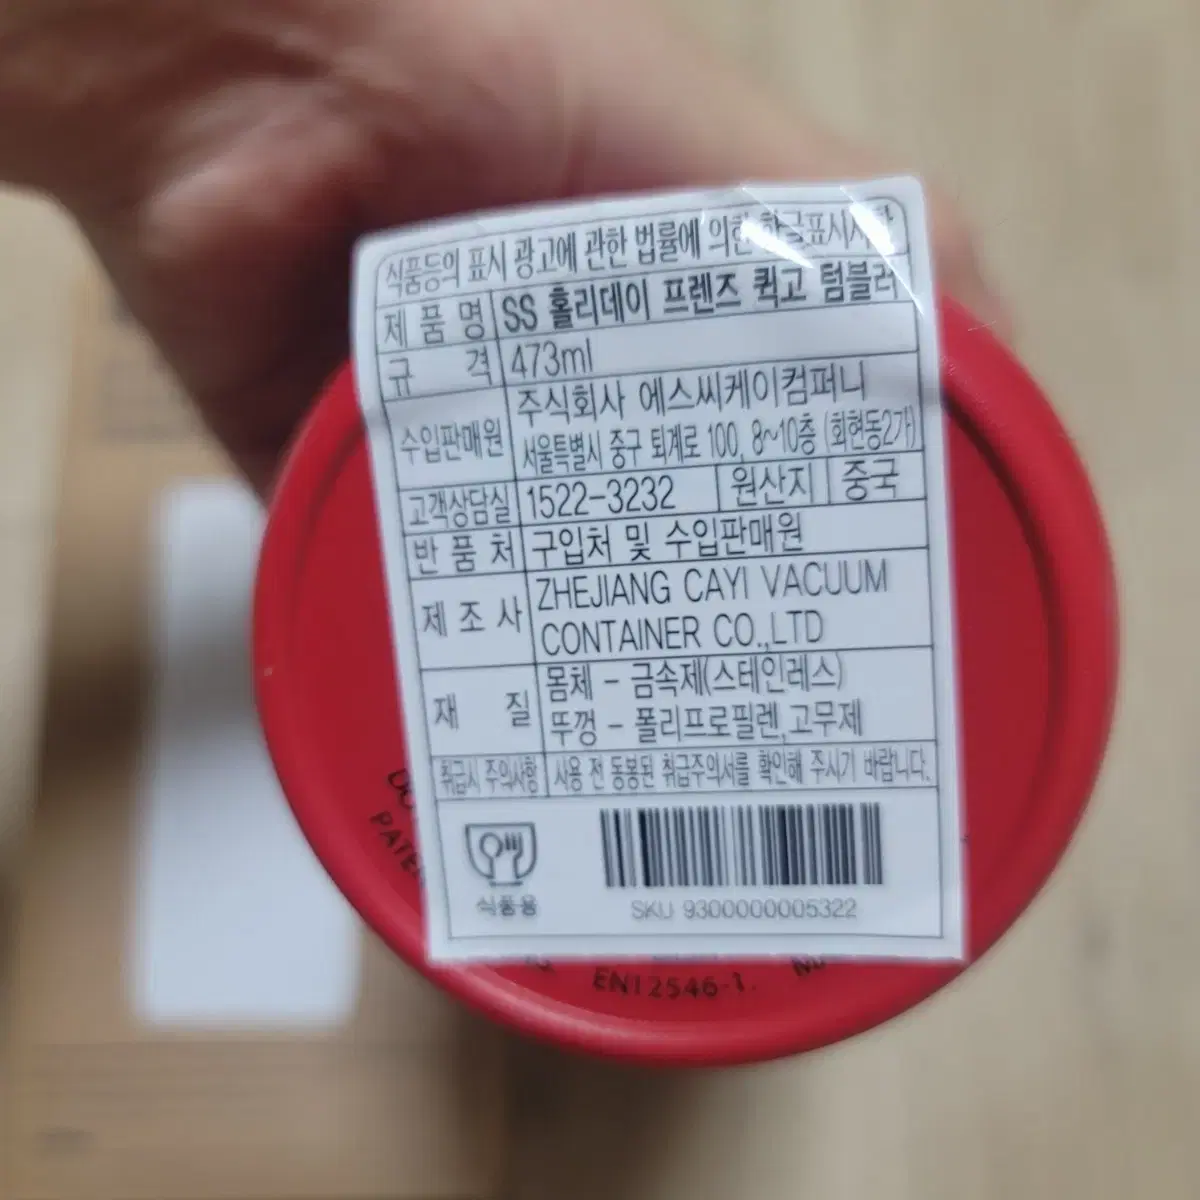 식품등의 표시 광고에 관한 법률에 의한 한글표시사항
제 품 명 SS 홀리데이 프렌즈 퀵고 텀블러
규 격 473ml
수입판매원 주식회사 에스씨케이컴퍼니
서울특별시 중구 퇴계로 100, 8~10층 (회현동2가)
고객상담실 1522-3232 원산지 중국
반 품 처 구입처 및 수입판매원
제 조 사 ZHEJIANG CAYI VACUUM
CONTAINER CO.,LTD
재 질 몸체 - 금속제(스테인레스)
뚜껑 - 폴리프로필렌,고무제
취급시 주의사항 사용 전 동봉된 취급주의서를 확인해 주시기 바랍니다.
식품용
SKU 9300000005322
EN12546-1.